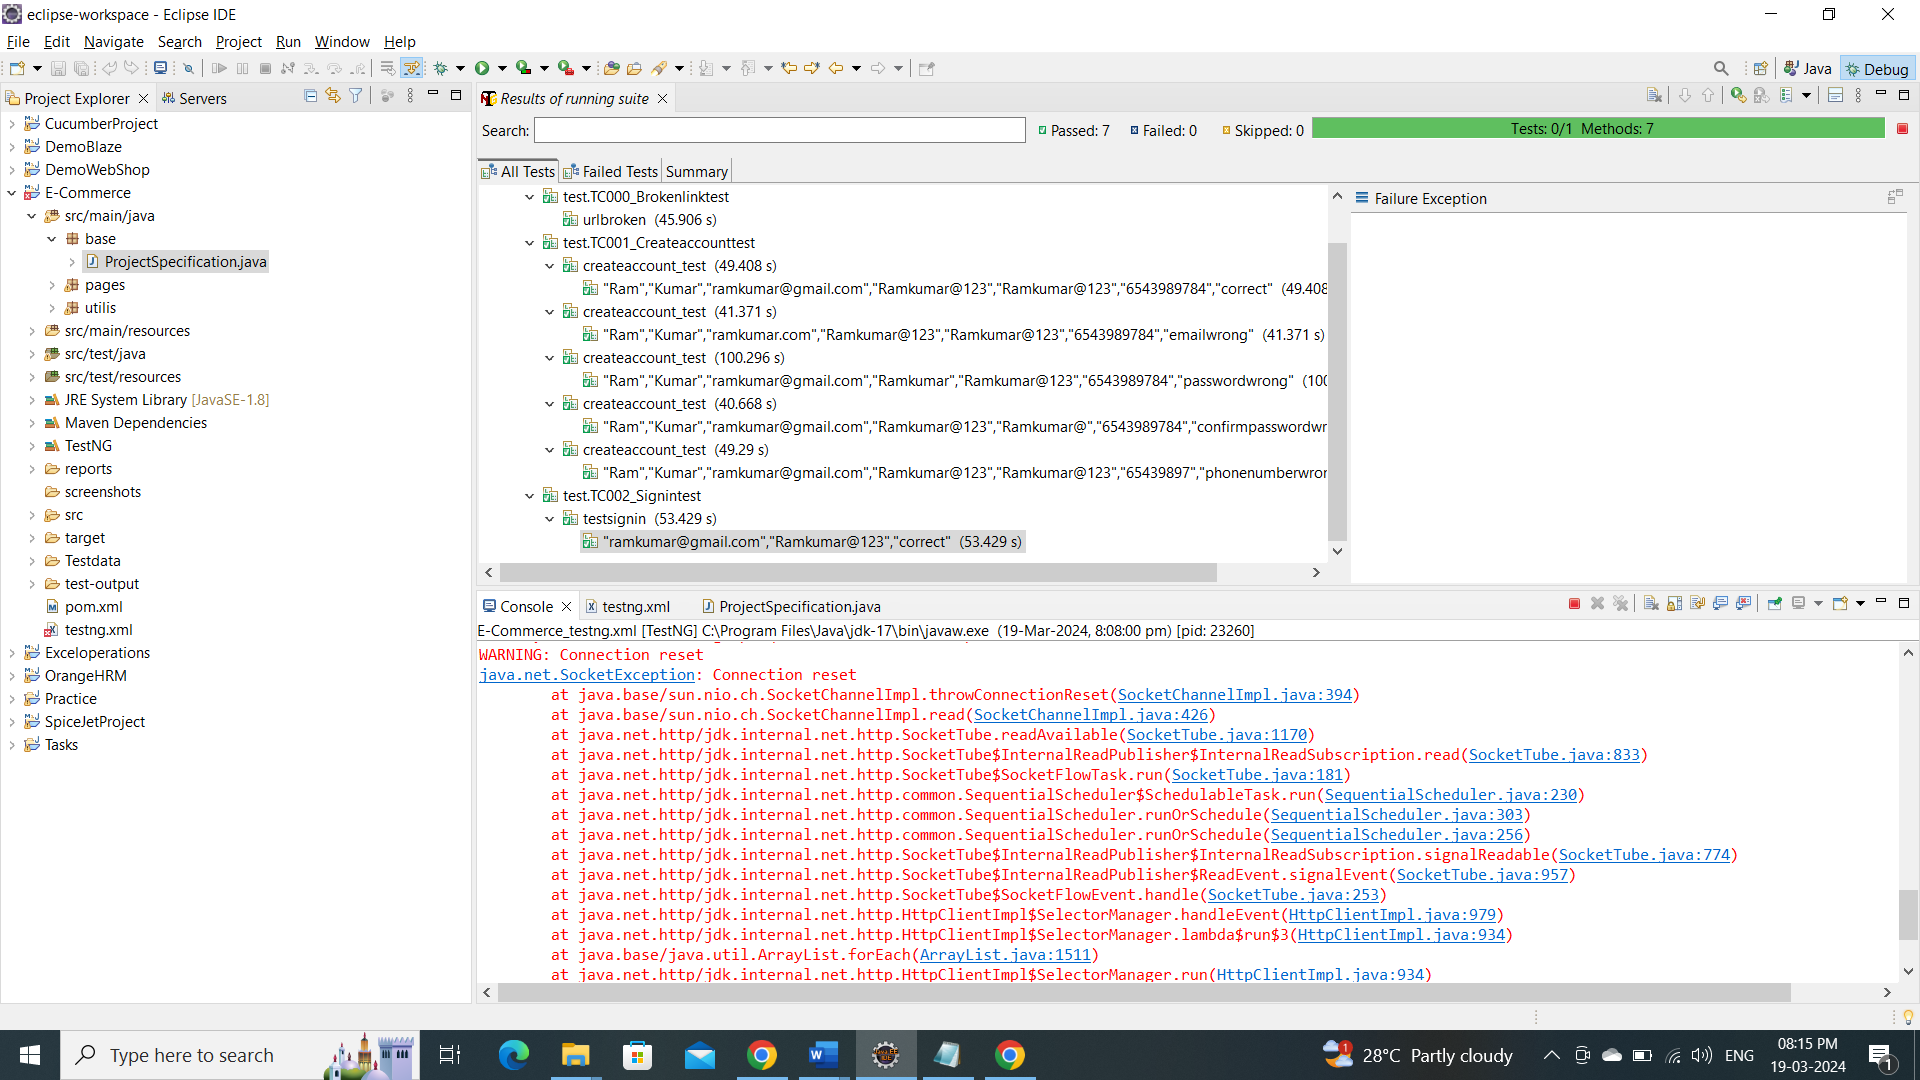 eclipse-workspace - Eclipse IDE
File Edit Navigate Search Project Run Window Help
Java Debug
Project Explorer Servers
CucumberProject
DemoBlaze
DemoWebShop
E-Commerce
src/main/java
base
ProjectSpecification.java
pages
utilis
src/main/resources
src/test/java
src/test/resources
JRE System Library [JavaSE-1.8]
Maven Dependencies
TestNG
reports
screenshots
src
target
Testdata
test-output
pom.xml
testng.xml
Exceloperations
OrangeHRM
Practice
SpiceJetProject
Tasks
Results of running suite
Search: Passed: 7 Failed: 0 Skipped: 0 Tests: 0/1 Methods: 7
All Tests Failed Tests Summary
test.TC000_Brokenlinktest
urlbroken (45.906 s)
test.TC001_Createaccounttest
createaccount_test (49.408 s)
"Ram","Kumar","ramkumar@gmail.com","Ramkumar@123","Ramkumar@123","6543989784","correct" (49.408
createaccount_test (41.371 s)
"Ram","Kumar","ramkumar.com","Ramkumar@123","Ramkumar@123","6543989784","emailwrong" (41.371 s)
createaccount_test (100.296 s)
"Ram","Kumar","ramkumar@gmail.com","Ramkumar","Ramkumar@123","6543989784","passwordwrong" (100
createaccount_test (40.668 s)
"Ram","Kumar","ramkumar@gmail.com","Ramkumar@123","Ramkumar@","6543989784","confirmpasswordwr
createaccount_test (49.29 s)
"Ram","Kumar","ramkumar@gmail.com","Ramkumar@123","Ramkumar@123","65439897","phonenumberwron
test.TC002_Signintest
testsignin (53.429 s)
"ramkumar@gmail.com","Ramkumar@123","correct" (53.429 s)
Failure Exception
Console testng.xml ProjectSpecification.java
E-Commerce_testng.xml [TestNG] C:\Program Files\Java\jdk-17\bin\javaw.exe (19-Mar-2024, 8:08:00 pm) [pid: 23260]
WARNING: Connection reset
java.net.SocketException: Connection reset
at java.base/sun.nio.ch.SocketChannelImpl.throwConnectionReset(SocketChannelImpl.java:394)
at java.base/sun.nio.ch.SocketChannelImpl.read(SocketChannelImpl.java:426)
at java.net.http/jdk.internal.net.http.SocketTube.readAvailable(SocketTube.java:1170)
at java.net.http/jdk.internal.net.http.SocketTube$InternalReadPublisher$InternalReadSubscription.read(SocketTube.java:833)
at java.net.http/jdk.internal.net.http.SocketTube$SocketFlowTask.run(SocketTube.java:181)
at java.net.http/jdk.internal.net.http.common.SequentialScheduler$SchedulableTask.run(SequentialScheduler.java:230)
at java.net.http/jdk.internal.net.http.common.SequentialScheduler.runOrSchedule(SequentialScheduler.java:303)
at java.net.http/jdk.internal.net.http.common.SequentialScheduler.runOrSchedule(SequentialScheduler.java:256)
at java.net.http/jdk.internal.net.http.SocketTube$InternalReadPublisher$InternalReadSubscription.signalReadable(SocketTube.java:774)
at java.net.http/jdk.internal.net.http.SocketTube$InternalReadPublisher$ReadEvent.signalEvent(SocketTube.java:957)
at java.net.http/jdk.internal.net.http.SocketTube$SocketFlowEvent.handle(SocketTube.java:253)
at java.net.http/jdk.internal.net.http.HttpClientImpl$SelectorManager.handleEvent(HttpClientImpl.java:979)
at java.net.http/jdk.internal.net.http.HttpClientImpl$SelectorManager.lambda$run$3(HttpClientImpl.java:934)
at java.base/java.util.ArrayList.forEach(ArrayList.java:1511)
at java.net.http/jdk.internal.net.http.HttpClientImpl$SelectorManager.run(HttpClientImpl.java:934)
Type here to search
28°C Partly cloudy
ENG
08:15 PM
19-03-2024